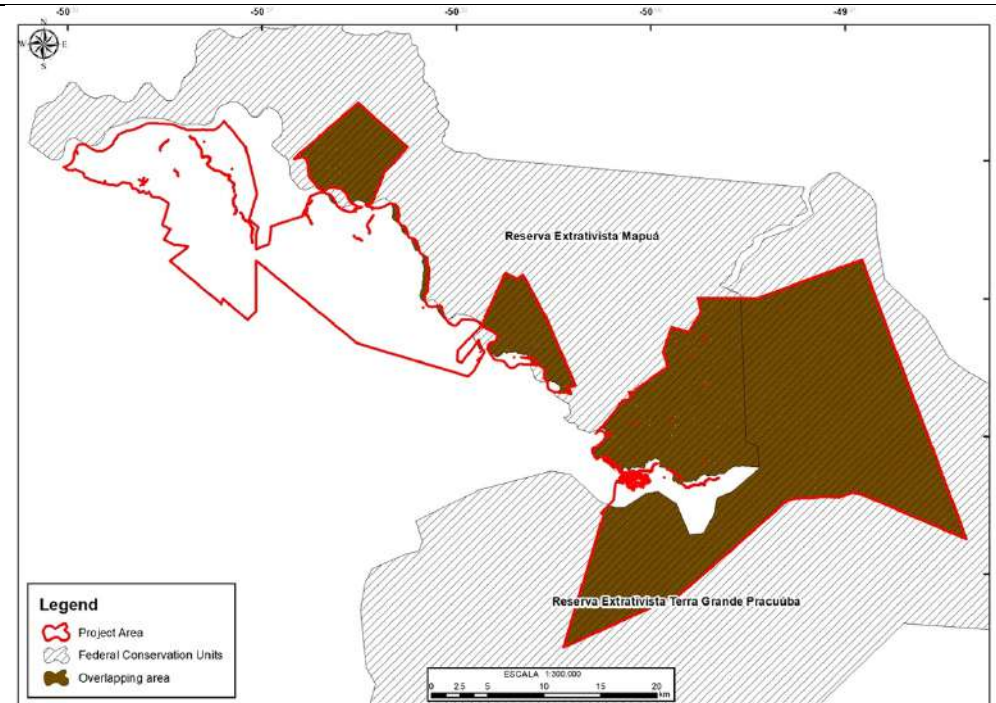 -50 -50 -50 -50 -49
N
W E
S
Reserva Extrativista Mapuá
Reserva Extrativista Terra Grande Pracuúba
Legend
Project Area
Federal Conservation Units
Overlapping area
ESCALA 1:300.000
0 2.5 5 10 15 20
km